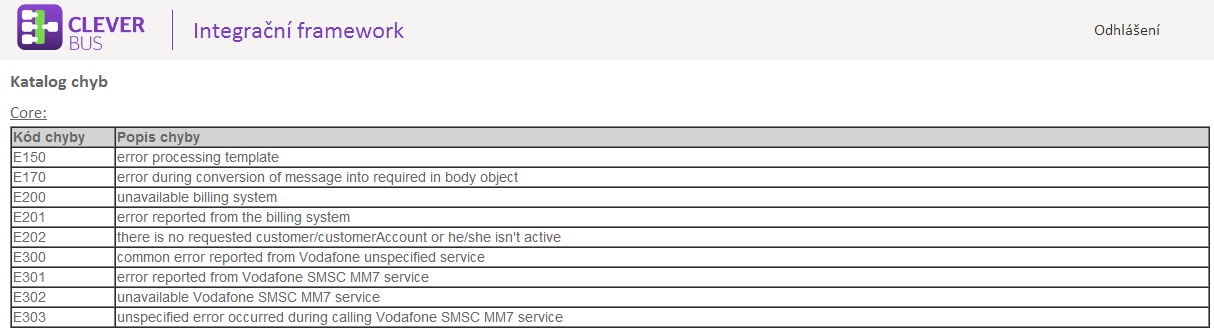 CLEVER
BUS
Integrační framework
Odhlášení
Katalog chyb
Core:
Kód chyby Popis chyby
E150 error processing template
E170 error during conversion of message into required in body object
E200 unavailable billing system
E201 error reported from the billing system
E202 there is no requested customer/customerAccount or he/she isn't active
E300 common error reported from Vodafone unspecified service
E301 error reported from Vodafone SMSC MM7 service
E302 unavailable Vodafone SMSC MM7 service
E303 unspecified error occurred during calling Vodafone SMSC MM7 service